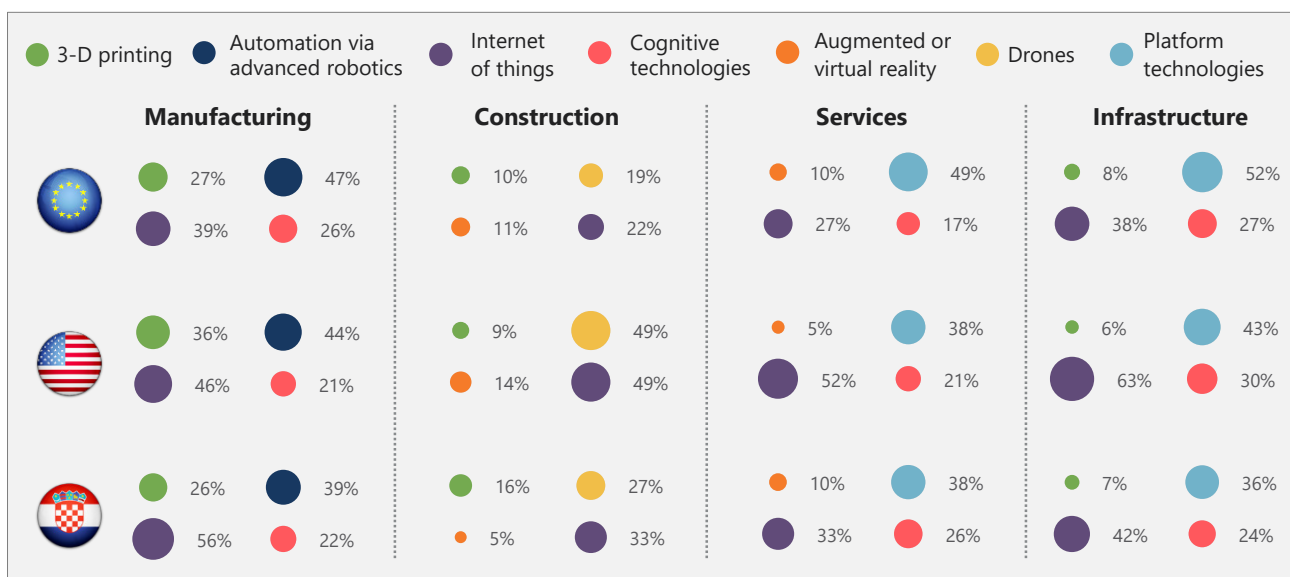 3-D printing
Automation via
advanced robotics
Internet
of things
Cognitive
technologies
Augmented or
virtual reality
Drones
Platform
technologies
Manufacturing Construction Services Infrastructure
27% 47% 10% 19% 10% 49% 8% 52%
39% 26% 11% 22% 27% 17% 38% 27%
36% 44% 9% 49% 5% 38% 6% 43%
46% 21% 14% 49% 52% 21% 63% 30%
26% 39% 16% 27% 10% 38% 7% 36%
56% 22% 5% 33% 33% 26% 42% 24%